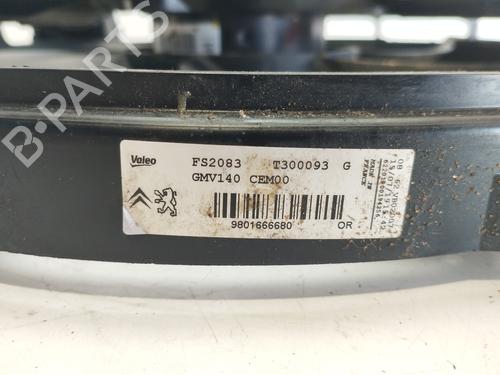 Valeo
FS2083 T300093 G
GMV140 CEM00
9801666680 OR
MADE IN
FRANCE
B-PARTS